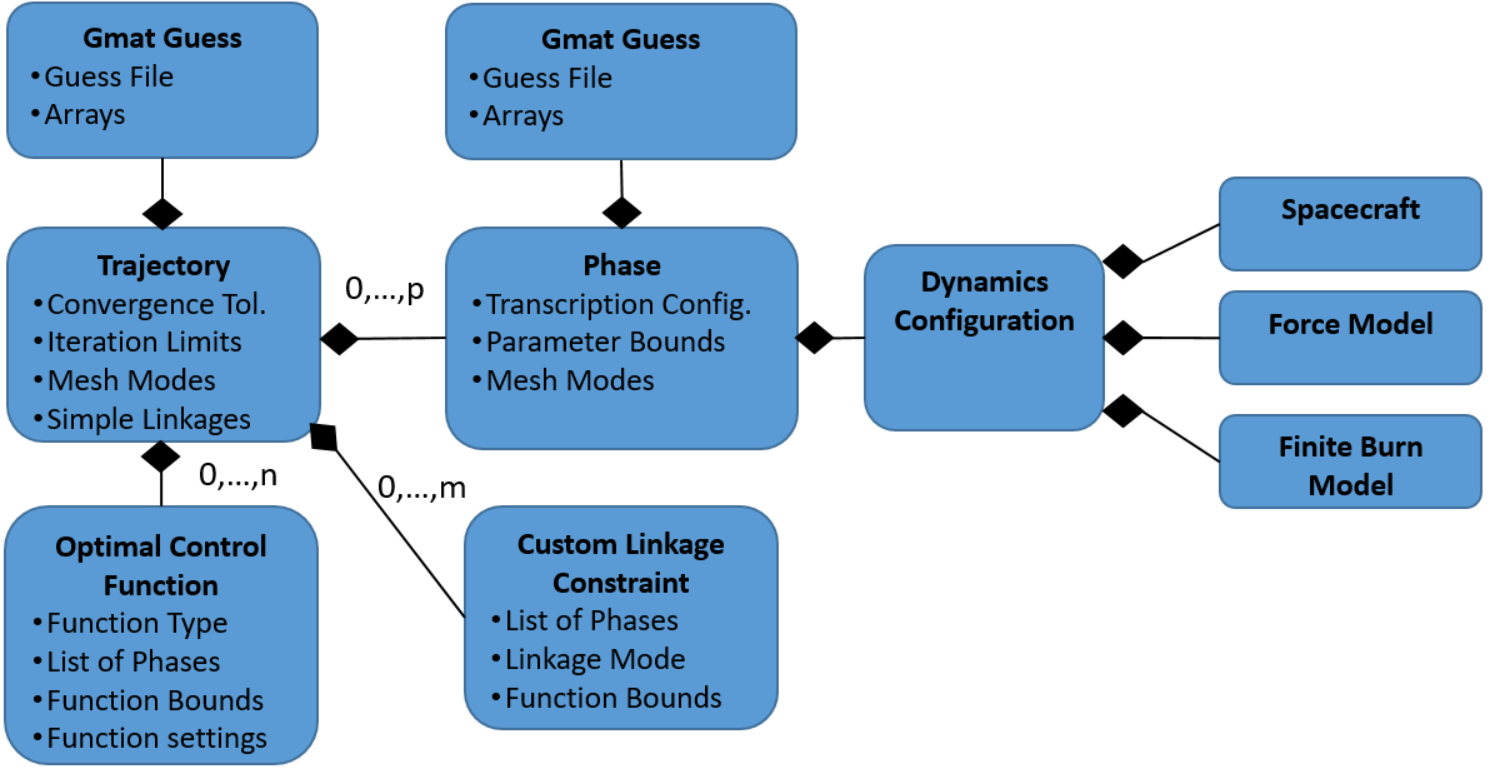 Gmat Guess
•Guess File
•Arrays
Gmat Guess
•Guess File
•Arrays
Trajectory
•Convergence Tol.
•Iteration Limits
•Mesh Modes
•Simple Linkages
0,...,p
Phase
•Transcription Config.
•Parameter Bounds
•Mesh Modes
Dynamics
Configuration
Spacecraft
Force Model
Finite Burn
Model
0,...,n
0,...,m
Optimal Control
Function
•Function Type
•List of Phases
•Function Bounds
•Function settings
Custom Linkage
Constraint
•List of Phases
•Linkage Mode
•Function Bounds